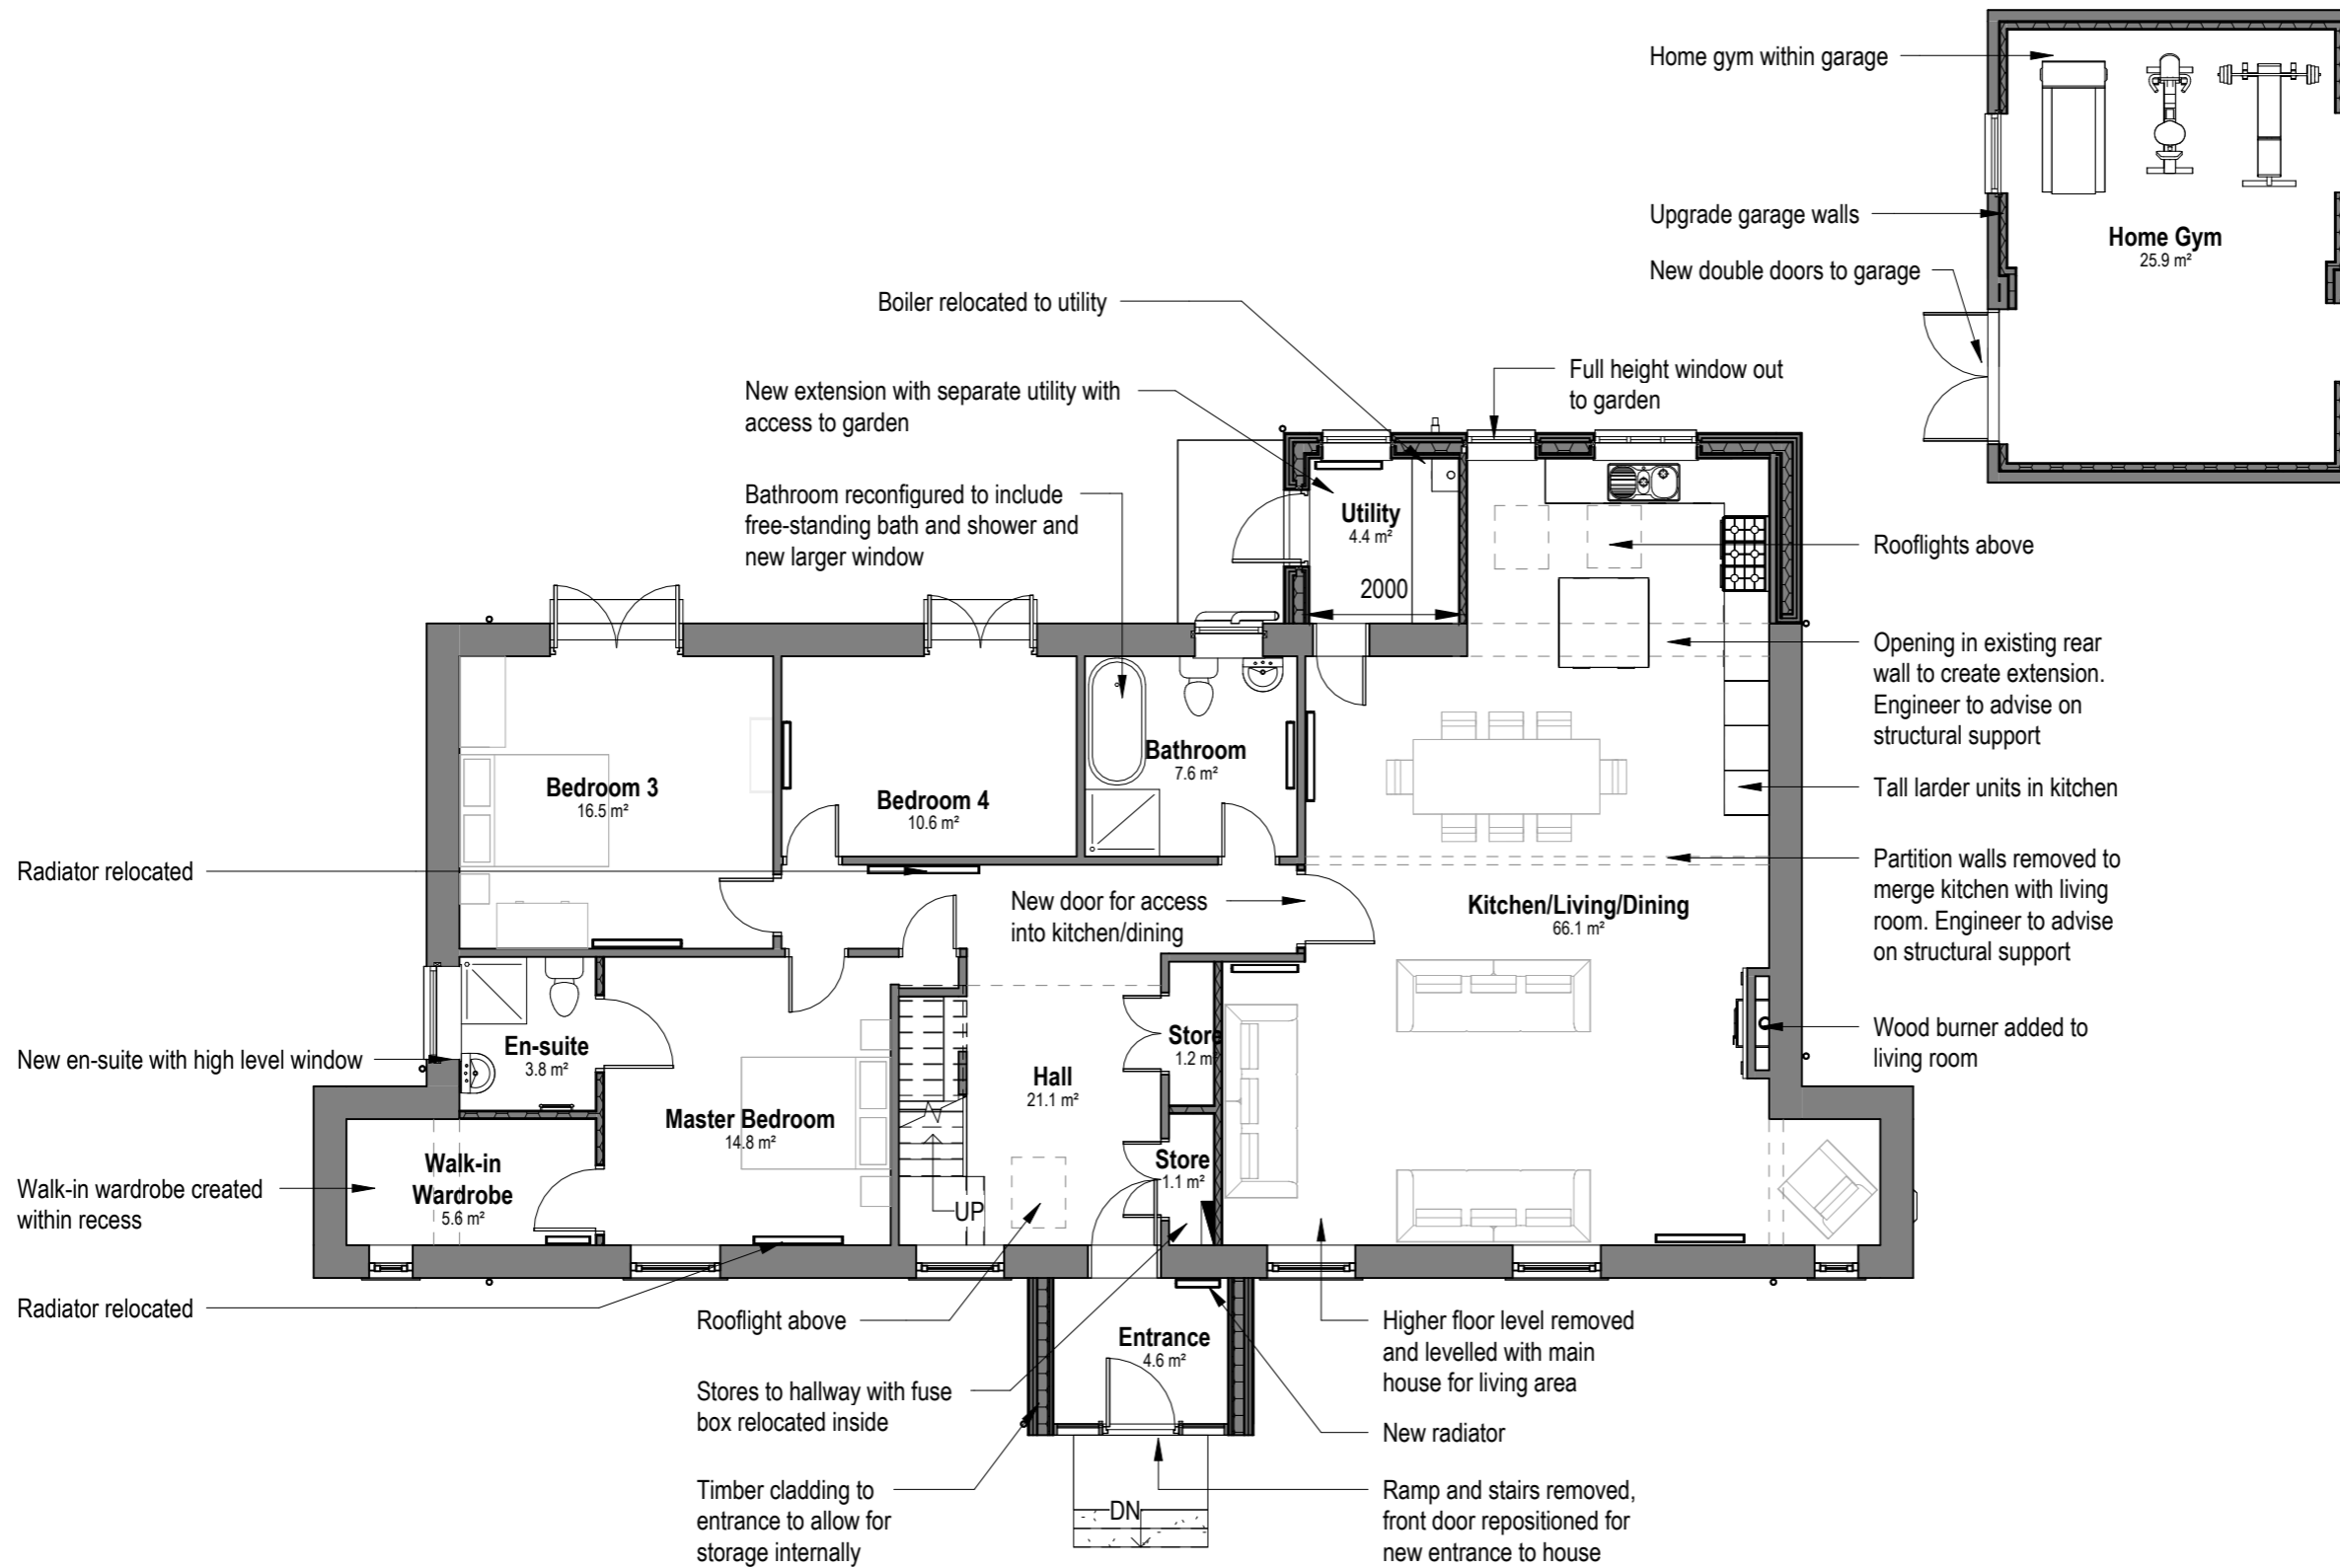 Home gym within garage
Upgrade garage walls
New double doors to garage
Home Gym
25.9 m²
Boiler relocated to utility
New extension with separate utility with
access to garden
Full height window out
to garden
Bathroom reconfigured to include
free-standing bath and shower and
new larger window
Utility
4.4 m²
2000
Rooflights above
Opening in existing rear
wall to create extension.
Engineer to advise on
structural support
Tall larder units in kitchen
Bedroom 3
16.5 m²
Bedroom 4
10.6 m²
Bathroom
7.6 m²
Radiator relocated
New door for access
into kitchen/dining
Kitchen/Living/Dining
66.1 m²
Partition walls removed to
merge kitchen with living
room. Engineer to advise
on structural support
New en-suite with high level window
En-suite
3.8 m²
Master Bedroom
14.8 m²
Hall
21.1 m²
Store
1.2 m
Store
1.1 m²
Wood burner added to
living room
Walk-in wardrobe created
within recess
Walk-in
Wardrobe
5.6 m²
UP
Radiator relocated
Rooflight above
Entrance
4.6 m²
Higher floor level removed
and levelled with main
house for living area
Stores to hallway with fuse
box relocated inside
New radiator
Timber cladding to
entrance to allow for
storage internally
DN
Ramp and stairs removed,
front door repositioned for
new entrance to house